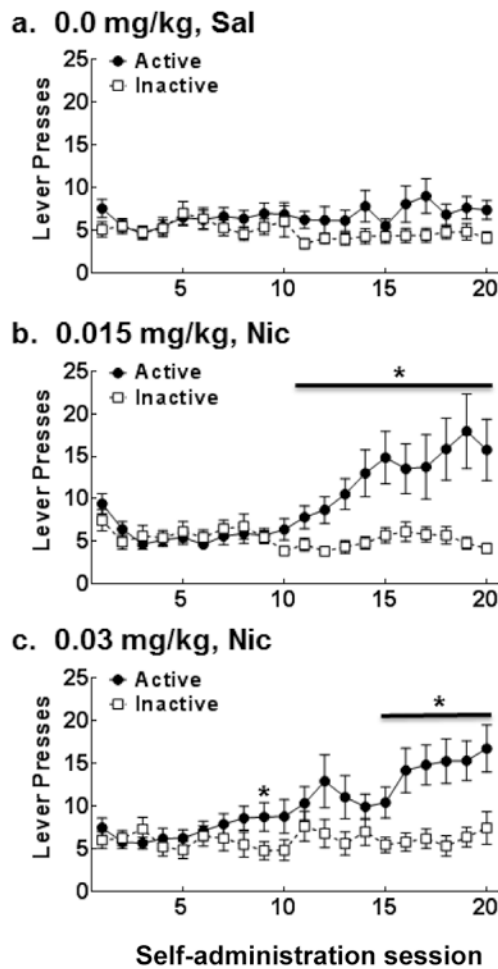 a. 0.0 mg/kg, Sal
25
20
15
10
5
0
Lever Presses
Active
Inactive
5 10 15 20
b. 0.015 mg/kg, Nic
25
20
15
10
5
0
Lever Presses
Active
Inactive
*
5 10 15 20
c. 0.03 mg/kg, Nic
25
20
15
10
5
0
Lever Presses
Active
Inactive
*
*
5 10 15 20
Self-administration session